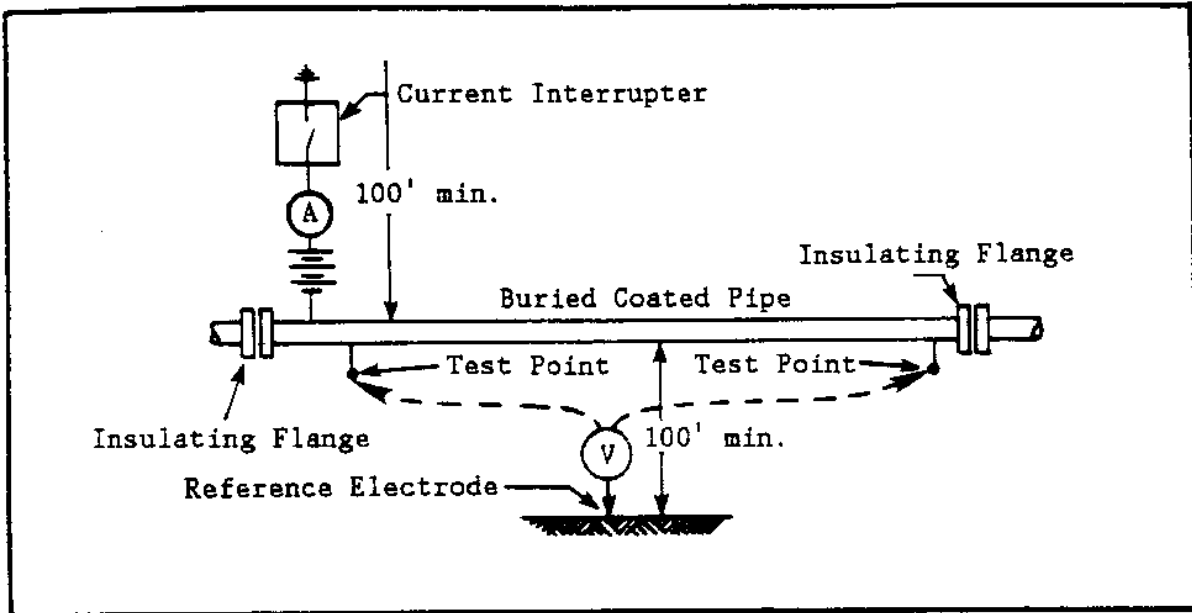 Current Interrupter
100' min.
A
Insulating Flange
Buried Coated Pipe
Test Point
Test Point
Insulating Flange
V
100' min.
Reference Electrode